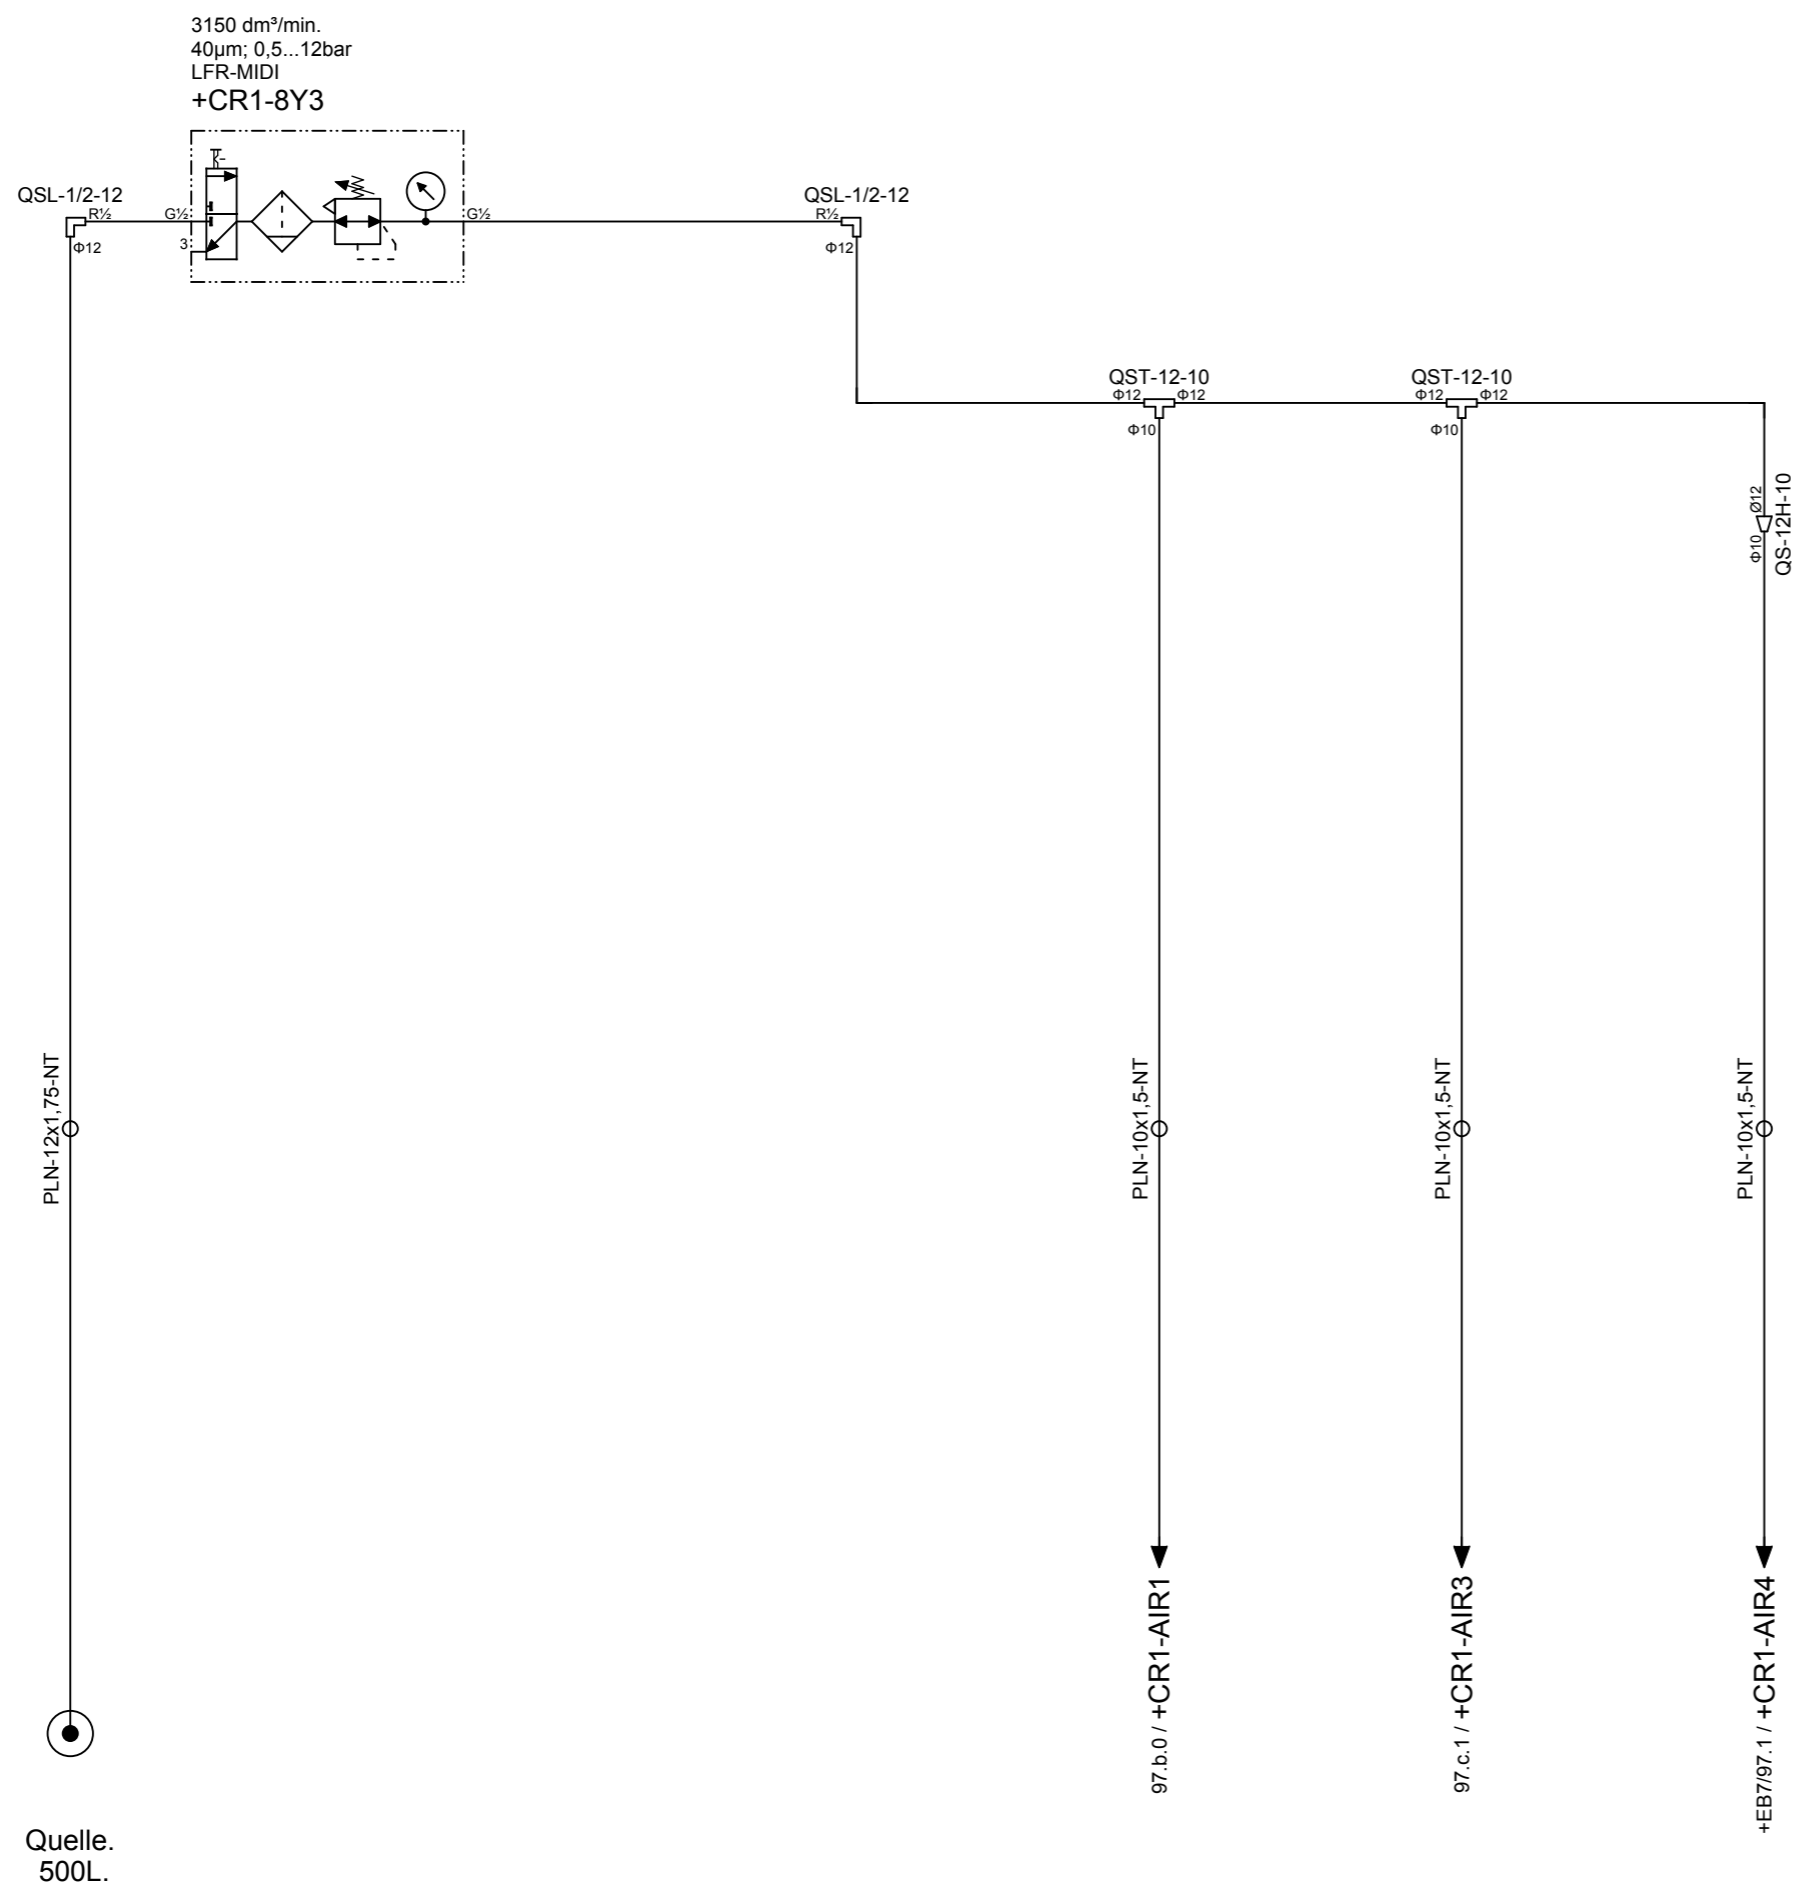 3150 dm³/min.
40µm; 0,5...12bar
LFR-MIDI
+CR1-8Y3
QSL-1/2-12
R½
Φ12
G½
3
G½
QSL-1/2-12
R½
Φ12
QST-12-10
Φ12 Φ12
Φ10
QST-12-10
Φ12 Φ12
Φ10
Ø12
Φ10
QS-12H-10
PLN-12x1,75-NT
PLN-10x1,5-NT
PLN-10x1,5-NT
PLN-10x1,5-NT
97.b.0 / +CR1-AIR1
97.c.1 / +CR1-AIR3
+EB7/97.1 / +CR1-AIR4
Quelle.
500L.